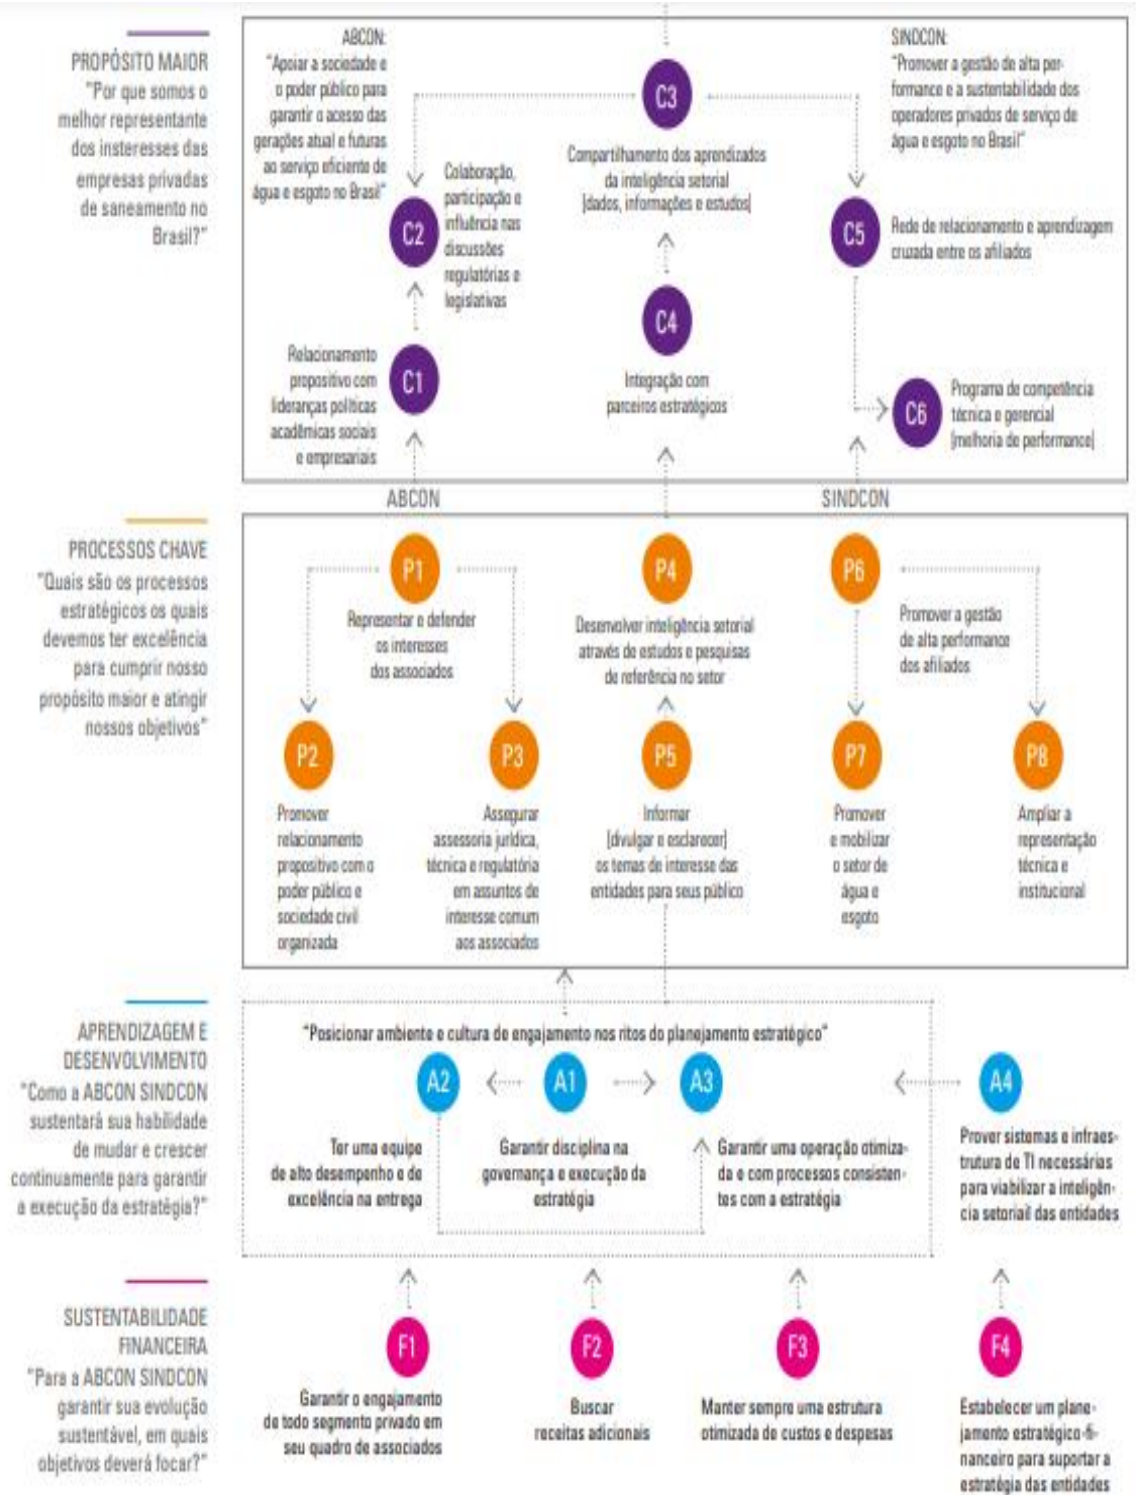 PROPÓSITO MAIOR
"Por que somos o
melhor representante
dos insteresses das
empresas privadas
de saneamento no
Brasil?"
ABCON:
"Apoiar a sociedade e
o poder público para
garantir o acesso das
gerações atual e futuras
ao serviço eficiente de
água e esgoto no Brasil"
SINDCON:
"Promover a gestão de alta per-
formance e a sustentabilidade dos
operadores privados de serviço de
água e esgoto no Brasil"
C3
Compartilhamento dos aprendizados
da inteligência setorial
[dados, informações e estudos]
C2
Colaboração,
participação e
influência nas
discussões
regulatórias e
legislativas
C5
Rede de relacionamento e aprendizagem
cruzada entre os afiliados
C4
Integração com
parceiros estratégicos
C1
Relacionamento
propositivo com
lideranças políticas
acadêmicas sociais
e empresariais
C6
Programa de competência
técnica e gerencial
[melhoria de performance]
ABCON
SINDCON
PROCESSOS CHAVE
"Quais são os processos
estratégicos os quais
devemos ter excelência
para cumprir nosso
propósito maior e atingir
nossos objetivos"
P1
Representar e defender
os interesses
dos associados
P4
Desenvolver inteligência setorial
através de estudos e pesquisas
de referência no setor
P6
Promover a gestão
de alta performance
dos afiliados
P2
Promover
relacionamento
propositivo com o
poder público e
sociedade civil
organizada
P3
Assegurar
assessoria jurídica,
técnica e regulatória
em assuntos de
interesse comum
aos associados
P5
Informar
[divulgar e esclarecer]
os temas de interesse das
entidades para seus público
P7
Promover
e mobilizar
o setor de
água e
esgoto
P8
Ampliar a
representação
técnica e
institucional
APRENDIZAGEM E
DESENVOLVIMENTO
"Como a ABCON SINDCON
sustentará sua habilidade
de mudar e crescer
continuamente para garantir
a execução da estratégia?"
"Posicionar ambiente e cultura de engajamento nos ritos do planejamento estratégico"
A2
Ter uma equipe
de alto desempenho e de
excelência na entrega
A1
Garantir disciplina na
governança e execução da
estratégia
A3
Garantir uma operação otimiza-
da e com processos consisten-
tes com a estratégia
A4
Prover sistemas e infraes-
trutura de TI necessárias
para viabilizar a inteligên-
cia setoriail das entidades
SUSTENTABILIDADE
FINANCEIRA
"Para a ABCON SINDCON
garantir sua evolução
sustentável, em quais
objetivos deverá focar?"
F1
Garantir o engajamento
de todo segmento privado em
seu quadro de associados
F2
Buscar
receitas adicionais
F3
Manter sempre uma estrutura
otimizada de custos e despesas
F4
Estabelecer um plane-
jamento estratégico-fi-
nanceiro para suportar a
estratégia das entidades